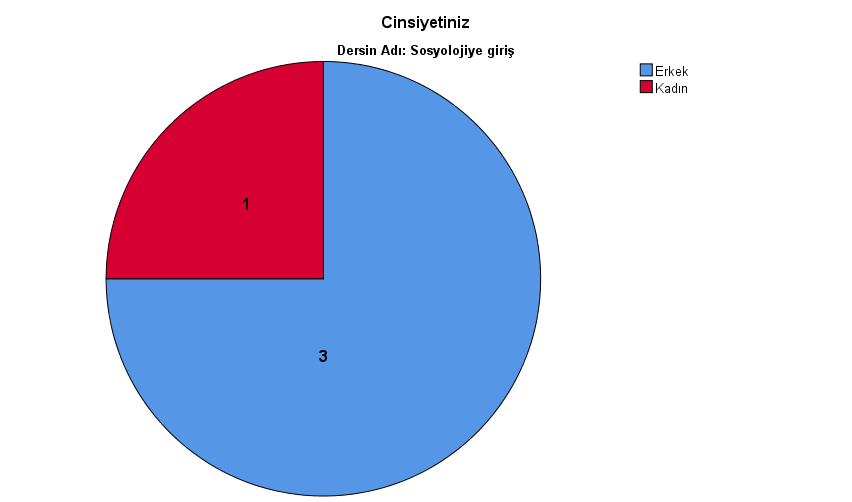 Cinsiyetiniz
Dersin Adı: Sosyolojiye giriş
Erkek
Kadın
1
3